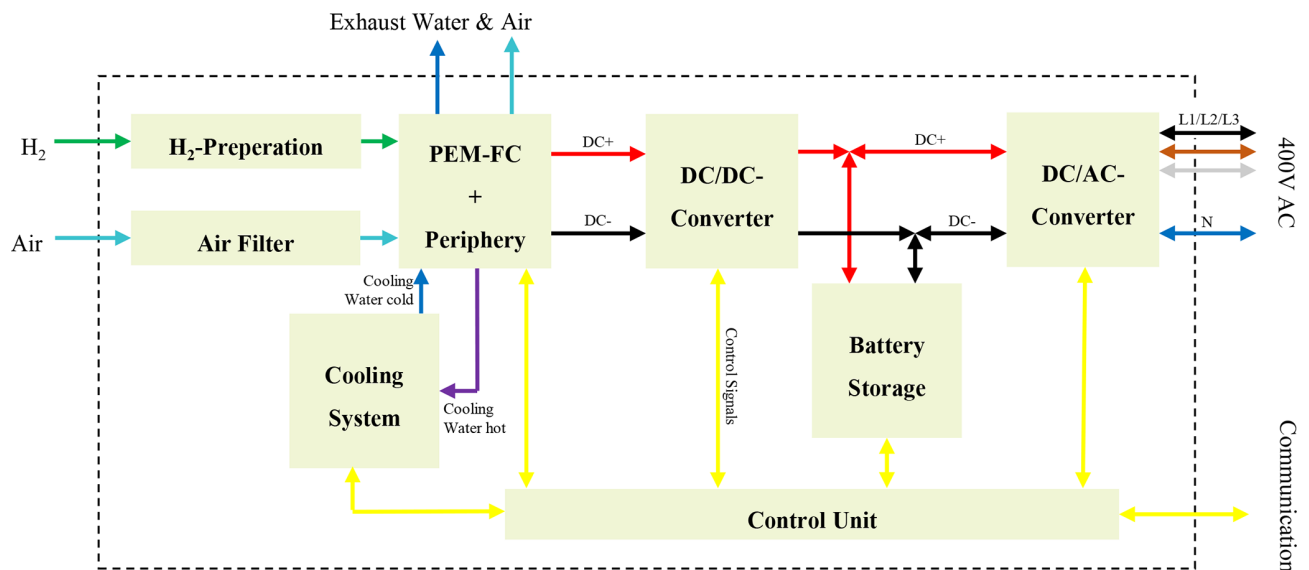 Exhaust Water & Air
H₂
H₂-Preperation
Air
Air Filter
PEM-FC
+
Periphery
DC+
DC-
DC/DC-
Converter
DC+
DC-
DC/AC-
Converter
L1/L2/L3
N
400V AC
Cooling
Water cold
Cooling
System
Cooling
Water hot
Control Signals
Battery
Storage
Control Unit
Communication